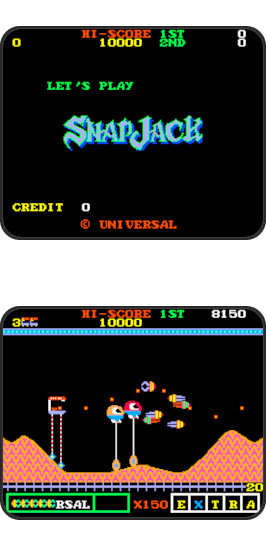 HI-SCORE 1ST 0
0 10000 2ND 0
LET'S PLAY
SNAPJACK
CREDIT 0
© UNIVERSAL
HI-SCORE 1ST 8150
3 10000
20
RSAL X150 EXTRA